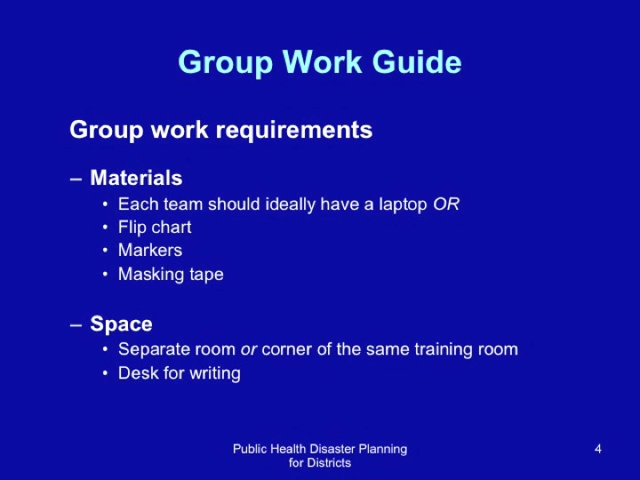 Group Work Guide
Group work requirements
– Materials
• Each team should ideally have a laptop OR
• Flip chart
• Markers
• Masking tape
– Space
• Separate room or corner of the same training room
• Desk for writing
Public Health Disaster Planning
for Districts
4